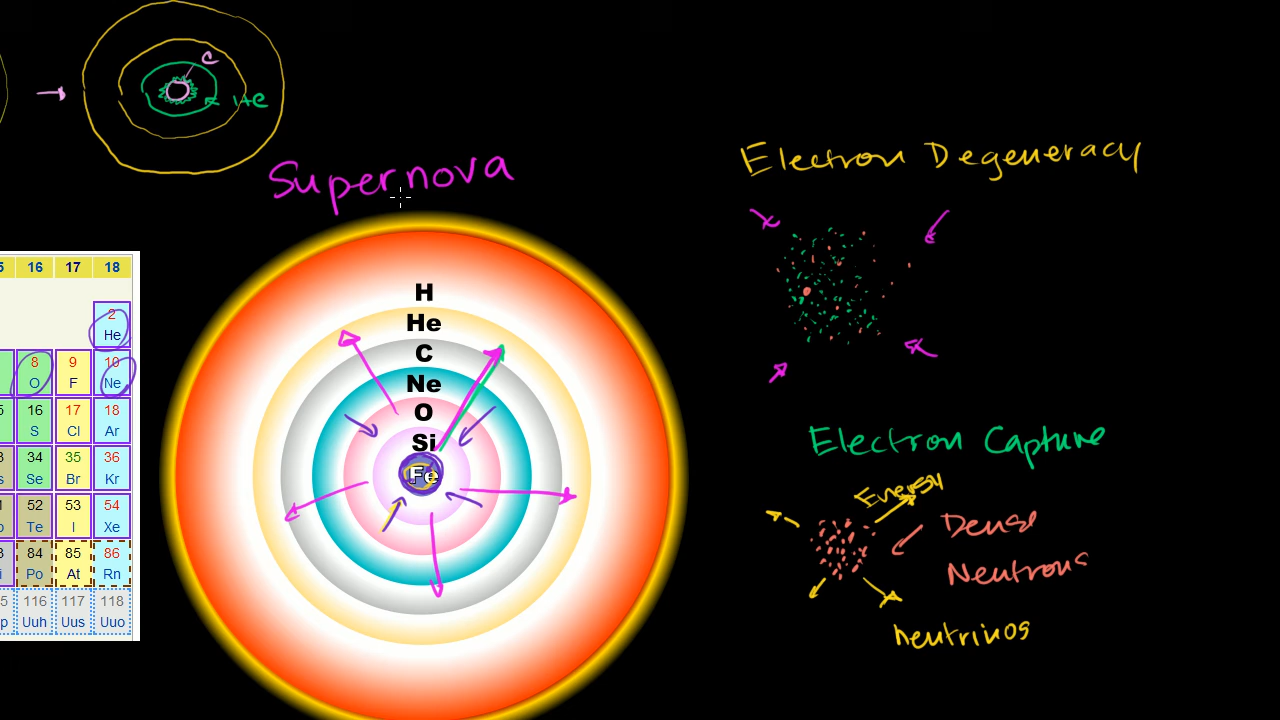 C
He
Supernova
Electron Degeneracy
16 17 18
2
He
8 9 10
O F Ne
16 17 18
S Cl Ar
34 35 36
Se Br Kr
52 53 54
Te I Xe
84 85 86
Po At Rn
116 117 118
Uuh Uus Uuo
H
He
C
Ne
O
Si
Fe
Electron Capture
Energy
Dense
Neutrons
neutrinos